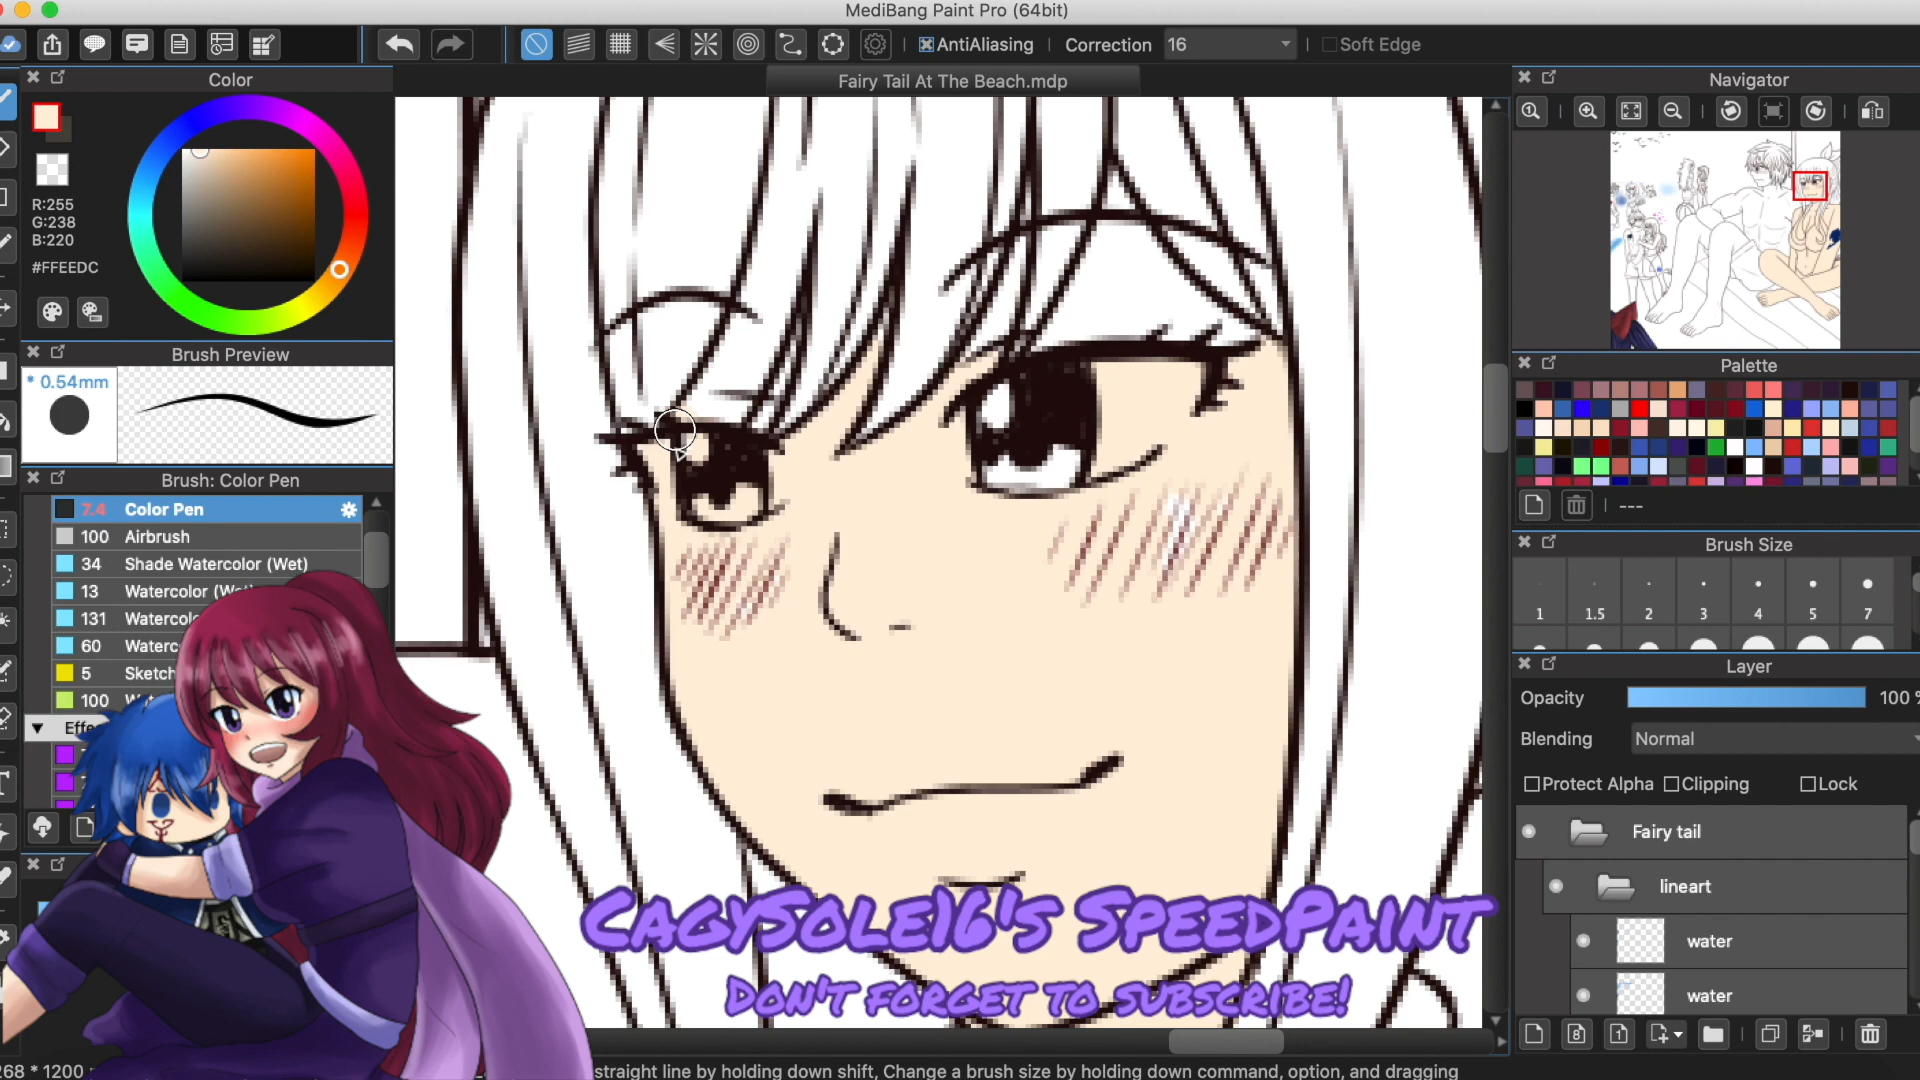 MediBang Paint Pro (64bit)
AntiAliasing
Correction 16
Soft Edge
Color
Fairy Tail At The Beach.mdp
Navigator
R:255
G:238
B:220
#FFEEDC
Brush Preview
* 0.54mm
Palette
---
Brush: Color Pen
7.4 Color Pen
100 Airbrush
34 Shade Watercolor (Wet)
13 Watercolor
131
60
5
100
Brush Size
1 1.5 2 3 4 5 7
Layer
Opacity 100 %
Blending Normal
Protect Alpha Clipping Lock
Fairy tail
lineart
water
water
CagySole16's SpeedPaint
Don't forget to subscribe!
268 * 1200
straight line by holding down shift, Change a brush size by holding down command, option, and dragging